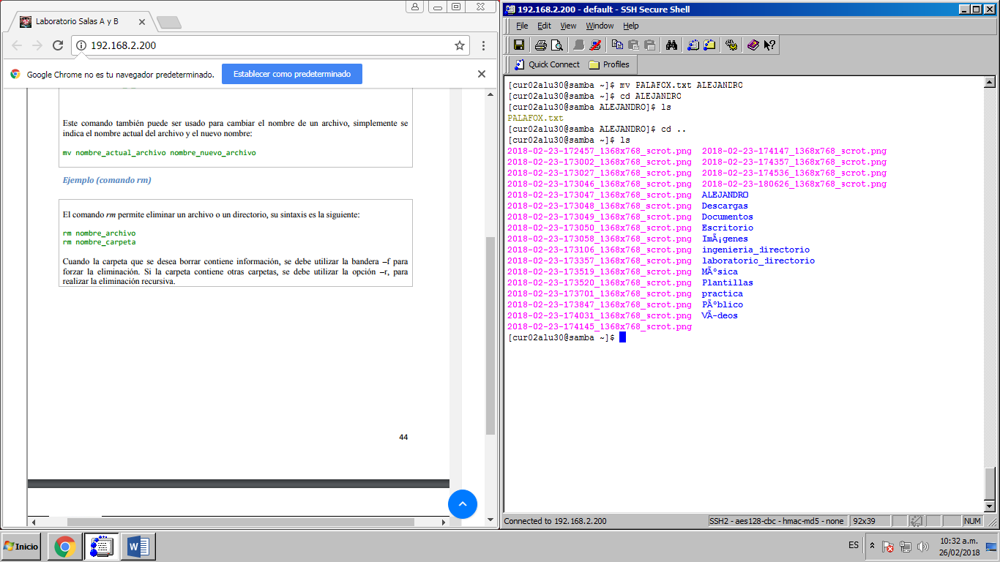 Laboratorio Salas A y B
192.168.2.200
Google Chrome no es tu navegador predeterminado.
Establecer como predeterminado
Este comando también puede ser usado para cambiar el nombre de un archivo, simplemente se
indica el nombre actual del archivo y el nuevo nombre:
mv nombre_actual_archivo nombre_nuevo_archivo
Ejemplo (comando rm)
El comando rm permite eliminar un archivo o un directorio, su sintaxis es la siguiente:
rm nombre_archivo
rm nombre_carpeta
Cuando la carpeta que se desea borrar contiene información, se debe utilizar la bandera –f para
forzar la eliminación. Si la carpeta contiene otras carpetas, se debe utilizar la opción –r, para
realizar la eliminación recursiva.
44
192.168.2.200 - default - SSH Secure Shell
File Edit View Window Help
Quick Connect Profiles
[cur02alu30@samba ~]$ mv PALAFOX.txt ALEJANDRO
[cur02alu30@samba ~]$ cd ALEJANDRO
[cur02alu30@samba ALEJANDRO]$ ls
PALAFOX.txt
[cur02alu30@samba ALEJANDRO]$ cd ..
[cur02alu30@samba ~]$ ls
2018-02-23-172457_1368x768_scrot.png 2018-02-23-174147_1368x768_scrot.png
2018-02-23-173002_1368x768_scrot.png 2018-02-23-174357_1368x768_scrot.png
2018-02-23-173027_1368x768_scrot.png 2018-02-23-174536_1368x768_scrot.png
2018-02-23-173046_1368x768_scrot.png 2018-02-23-180626_1368x768_scrot.png
2018-02-23-173047_1368x768_scrot.png ALEJANDRO
2018-02-23-173048_1368x768_scrot.png Descargas
2018-02-23-173049_1368x768_scrot.png Documentos
2018-02-23-173050_1368x768_scrot.png Escritorio
2018-02-23-173058_1368x768_scrot.png ImÃ¡genes
2018-02-23-173106_1368x768_scrot.png ingenieria_directorio
2018-02-23-173357_1368x768_scrot.png laboratorio_directorio
2018-02-23-173519_1368x768_scrot.png MÃºsica
2018-02-23-173520_1368x768_scrot.png Plantillas
2018-02-23-173701_1368x768_scrot.png practica
2018-02-23-173847_1368x768_scrot.png PÃºblico
2018-02-23-174031_1368x768_scrot.png VÃ-deos
2018-02-23-174145_1368x768_scrot.png
[cur02alu30@samba ~]$
Connected to 192.168.2.200
SSH2 - aes128-cbc - hmac-md5 - none 92x39 NUM
Inicio
ES
10:32 a.m.
26/02/2018